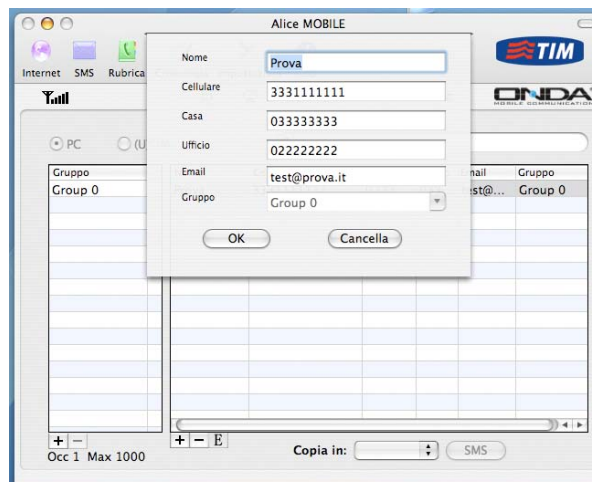 Alice MOBILE
Internet SMS Rubrica
TIM
ONDA
MOBILE COMMUNICATION
Nome Prova
Cellulare 3331111111
Casa 033333333
Ufficio 022222222
Email test@prova.it
Gruppo Group 0
OK Cancella
PC (U
Gruppo
Group 0
mail Gruppo
st@... Group 0
+ - + - E
Occ 1 Max 1000
Copia in: SMS